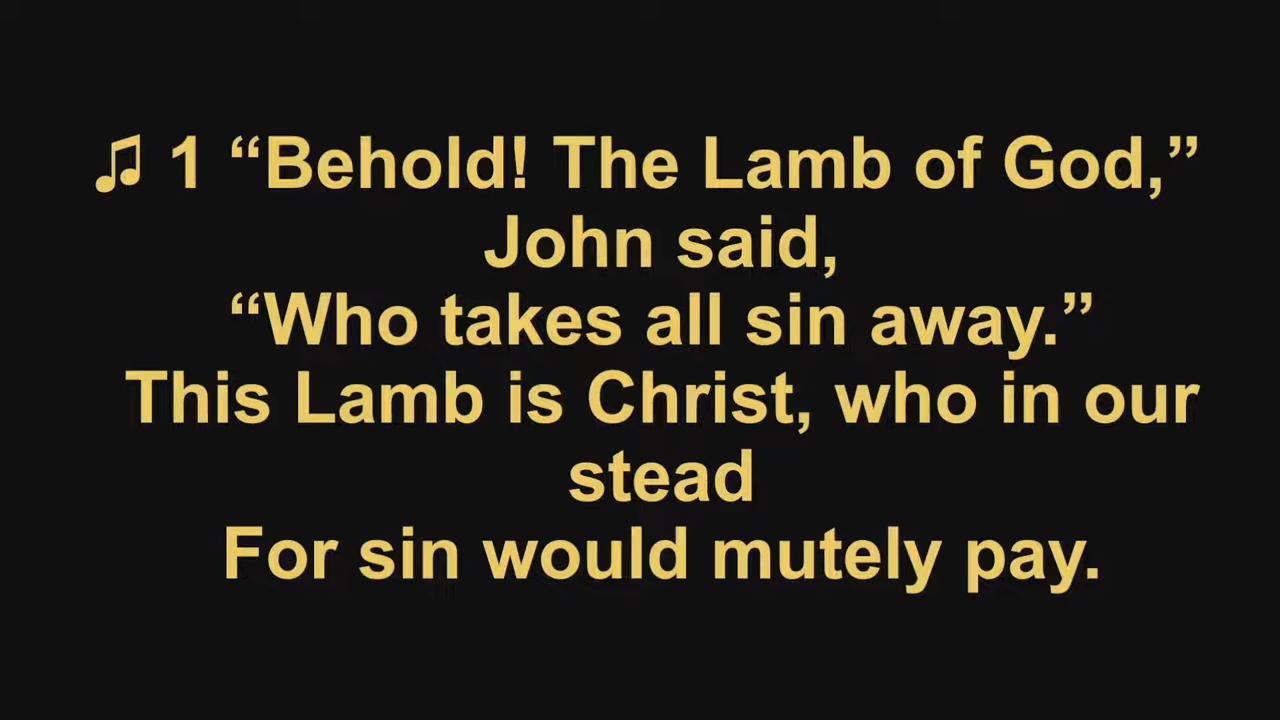 ♫ 1 “Behold! The Lamb of God,”
John said,
“Who takes all sin away.”
This Lamb is Christ, who in our
stead
For sin would mutely pay.